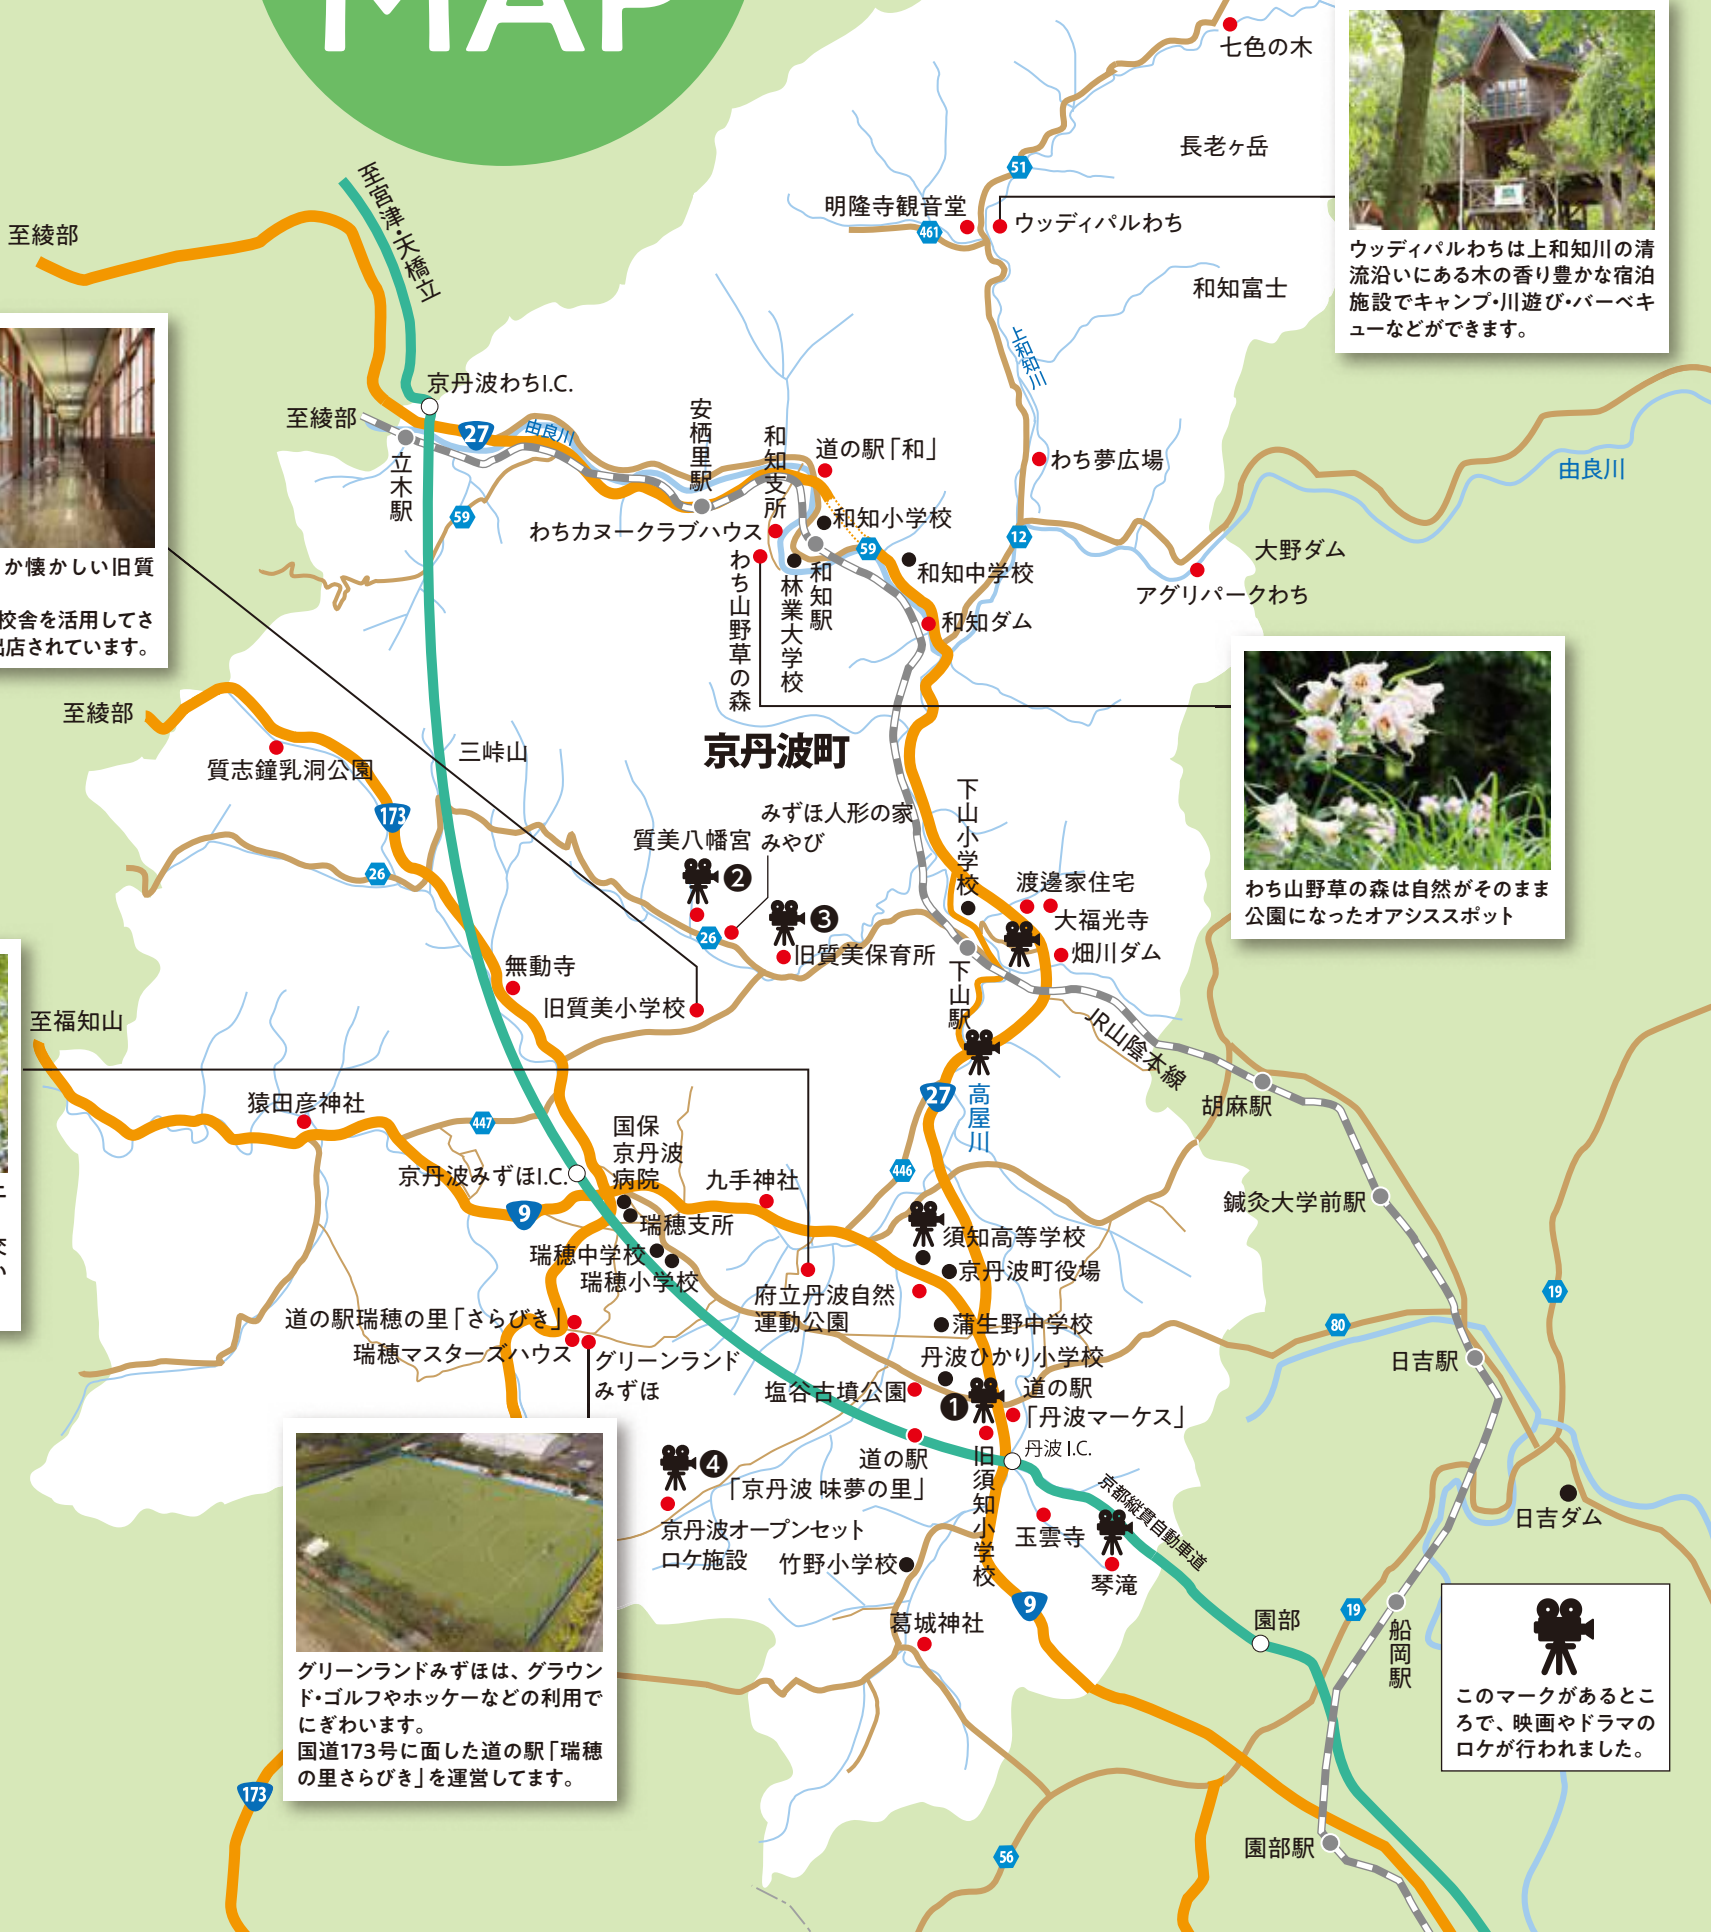 MAP
七色の木
長老ヶ岳
51
明隆寺観音堂
461
ウッディパルわち
和知富士
上和知川
ウッディパルわちは上和知川の清
流沿いにある木の香り豊かな宿泊
施設でキャンプ・川遊び・バーベキ
ューなどができます。
至宮津・天橋立
至綾部
京丹波わちI.C.
至綾部
27
由良川
立木駅
59
安栖里駅
和知支所
道の駅「和」
わちカヌークラブハウス
和知小学校
59
和知中学校
わち山野草の森
林業大学校
和知駅
和知ダム
わち夢広場
12
由良川
大野ダム
アグリパークわち
か懐かしい旧質
校舎を活用してさ
出店されています。
至綾部
質志鐘乳洞公園
173
三峠山
京丹波町
26
みずほ人形の家
みやび
質美八幡宮
❷
❸
26
旧質美保育所
無動寺
旧質美小学校
下山小学校
渡邊家住宅
大福光寺
畑川ダム
下山駅
わち山野草の森は自然がそのまま
公園になったオアシススポット
至福知山
JR山陰本線
胡麻駅
27
高屋川
猿田彦神社
447
国保
京丹波
病院
京丹波みずほI.C.
9
瑞穂支所
九手神社
446
鍼灸大学前駅
瑞穂中学校
瑞穂小学校
須知高等学校
京丹波町役場
府立丹波自然
運動公園
19
道の駅瑞穂の里「さらびき」
瑞穂マスターズハウス
グリーンランド
みずほ
蒲生野中学校
80
丹波ひかり小学校
日吉駅
塩谷古墳公園
❶
道の駅
「丹波マーケス」
道の駅
「京丹波 味夢の里」
旧須知小学校
丹波 I.C.
❹
京都縦貫自動車道
京丹波オープンセット
ロケ施設
竹野小学校
玉雲寺
琴滝
日吉ダム
9
葛城神社
園部
19
船岡駅
グリーンランドみずほは、グラウン
ド・ゴルフやホッケーなどの利用で
にぎわいます。
国道173号に面した道の駅「瑞穂
の里さらびき」を運営してます。
このマークがあるとこ
ろで、映画やドラマの
ロケが行われました。
173
56
園部駅